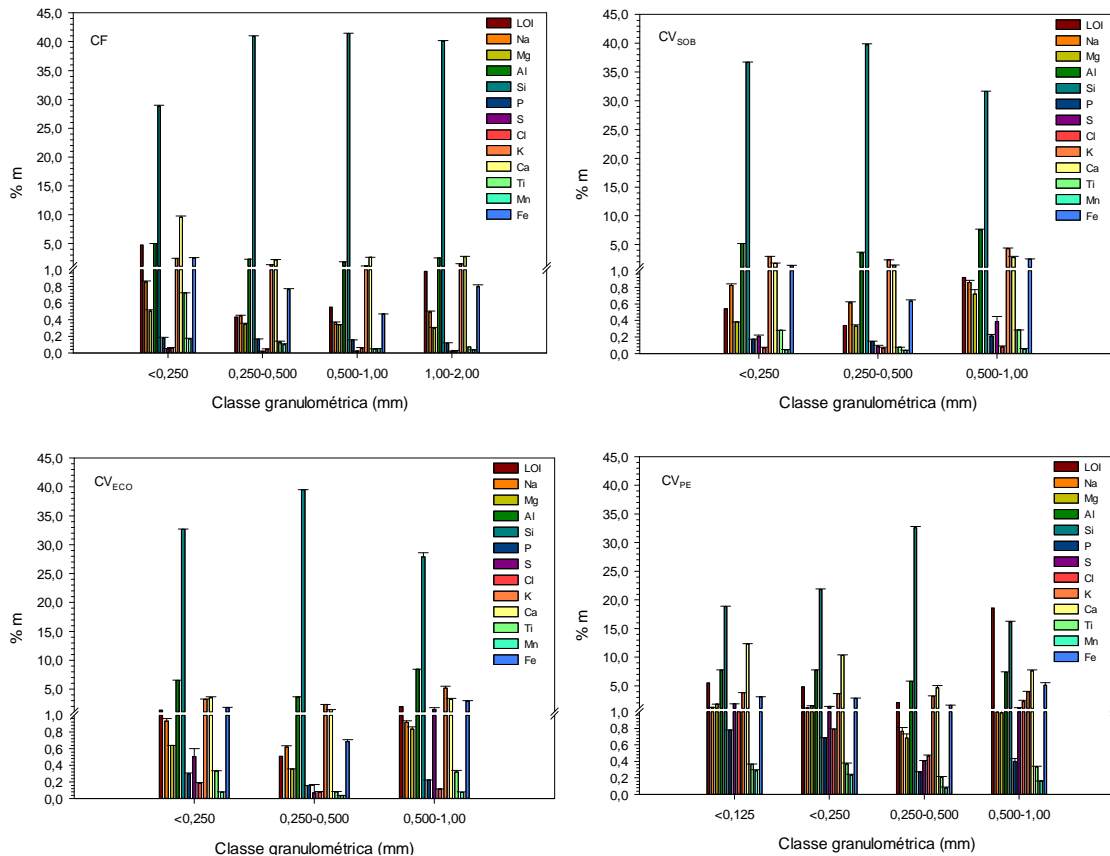 CF
45,0
40,0
35,0
30,0
25,0
20,0
15,0
10,0
5,0
1,0
0,8
0,6
0,4
0,2
0,0
% m
<0,250
0,250-0,500
0,500-1,00
1,00-2,00
Classe granulométrica (mm)
LOI
Na
Mg
Al
Si
P
S
Cl
K
Ca
Ti
Mn
Fe
CVSOB
45,0
40,0
35,0
30,0
25,0
20,0
15,0
10,0
5,0
1,0
0,8
0,6
0,4
0,2
0,0
% m
<0,250
0,250-0,500
0,500-1,00
Classe granulométrica (mm)
LOI
Na
Mg
Al
Si
P
S
Cl
K
Ca
Ti
Mn
Fe
CVECO
45,0
40,0
35,0
30,0
25,0
20,0
15,0
10,0
5,0
1,0
0,8
0,6
0,4
0,2
0,0
% m
<0,250
0,250-0,500
0,500-1,00
Classe granulométrica (mm)
LOI
Na
Mg
Al
Si
P
S
Cl
K
Ca
Ti
Mn
Fe
CVPE
45,0
40,0
35,0
30,0
25,0
20,0
15,0
10,0
5,0
1,0
0,8
0,6
0,4
0,2
0,0
% m
<0,125
<0,250
0,250-0,500
0,500-1,00
Classe granulométrica (mm)
LOI
Na
Mg
Al
Si
P
S
Cl
K
Ca
Ti
Mn
Fe